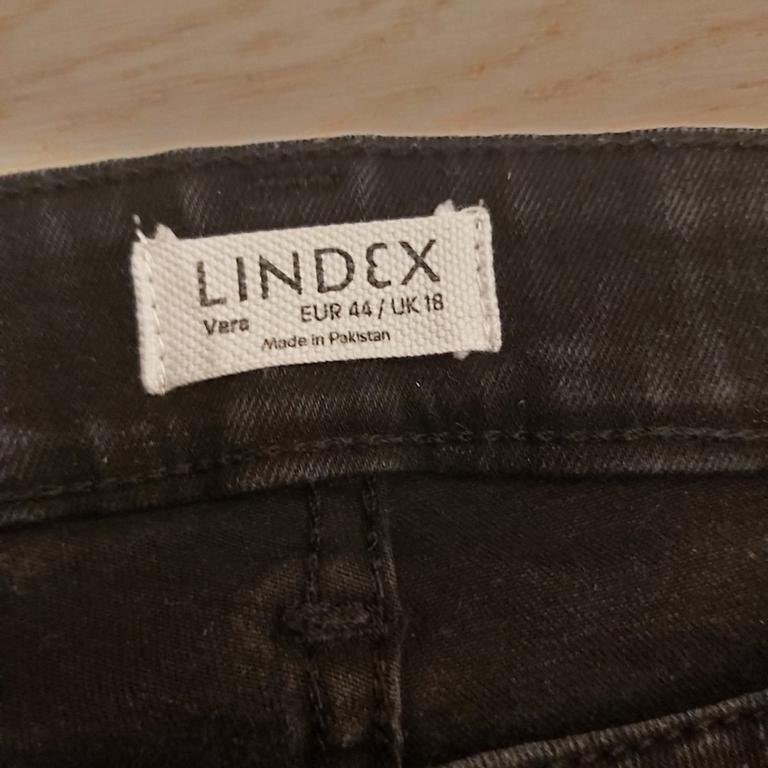 LINDEX
Vera EUR 44 / UK 18
Made in Pakistan